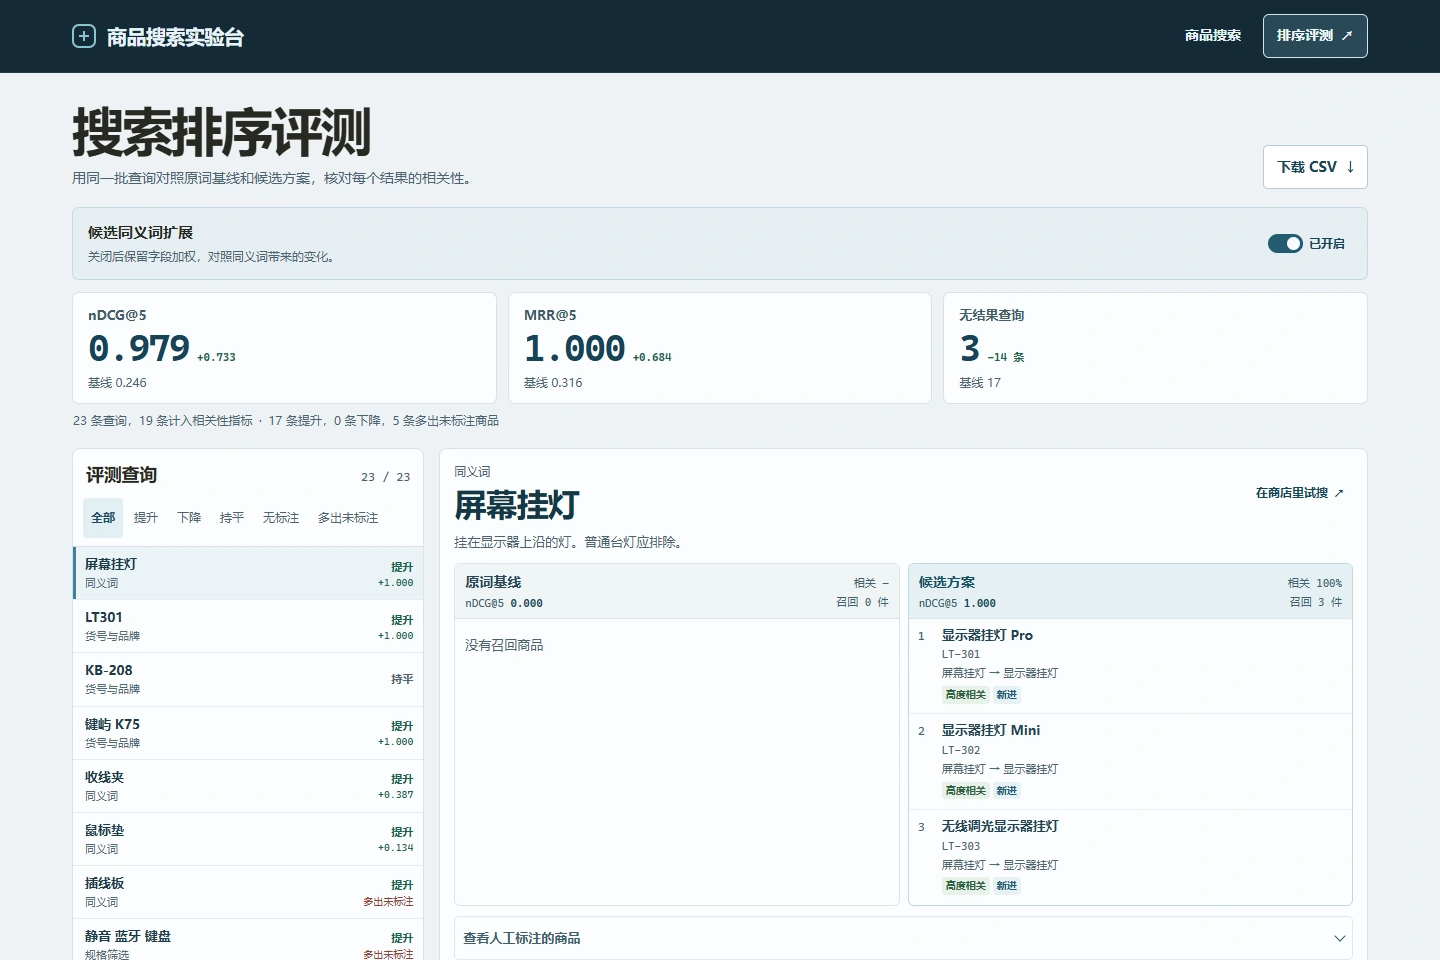 商品搜索实验台
商品搜索
排序评测 ↗
搜索排序评测
用同一批查询对照原词基线和候选方案，核对每个结果的相关性。
下载 CSV ↓
候选同义词扩展
关闭后保留字段加权，对照同义词带来的变化。
已开启
nDCG@5
0.979 +0.733
基线 0.246
MRR@5
1.000 +0.684
基线 0.316
无结果查询
3 −14 条
基线 17
23 条查询，19 条计入相关性指标 · 17 条提升，0 条下降，5 条多出未标注商品
评测查询
23 / 23
全部 提升 下降 持平 无标注 多出未标注
屏幕挂灯 提升
同义词 +1.000
LT301 提升
货号与品牌 +1.000
KB-208 持平
货号与品牌
键屿 K75 提升
货号与品牌 +1.000
收线夹 提升
同义词 +0.387
鼠标垫 提升
同义词 +0.134
插线板 提升
同义词 多出未标注
静音 蓝牙 键盘 提升
规格筛选 多出未标注
同义词
屏幕挂灯
在商店里试搜 ↗
挂在显示器上沿的灯。普通台灯应排除。
原词基线 相关 —
nDCG@5 0.000 召回 0 件
没有召回商品
候选方案 相关 100%
nDCG@5 1.000 召回 3 件
1 显示器挂灯 Pro
LT-301
屏幕挂灯 → 显示器挂灯
高度相关 新进
2 显示器挂灯 Mini
LT-302
屏幕挂灯 → 显示器挂灯
高度相关 新进
3 无线调光显示器挂灯
LT-303
屏幕挂灯 → 显示器挂灯
高度相关 新进
查看人工标注的商品